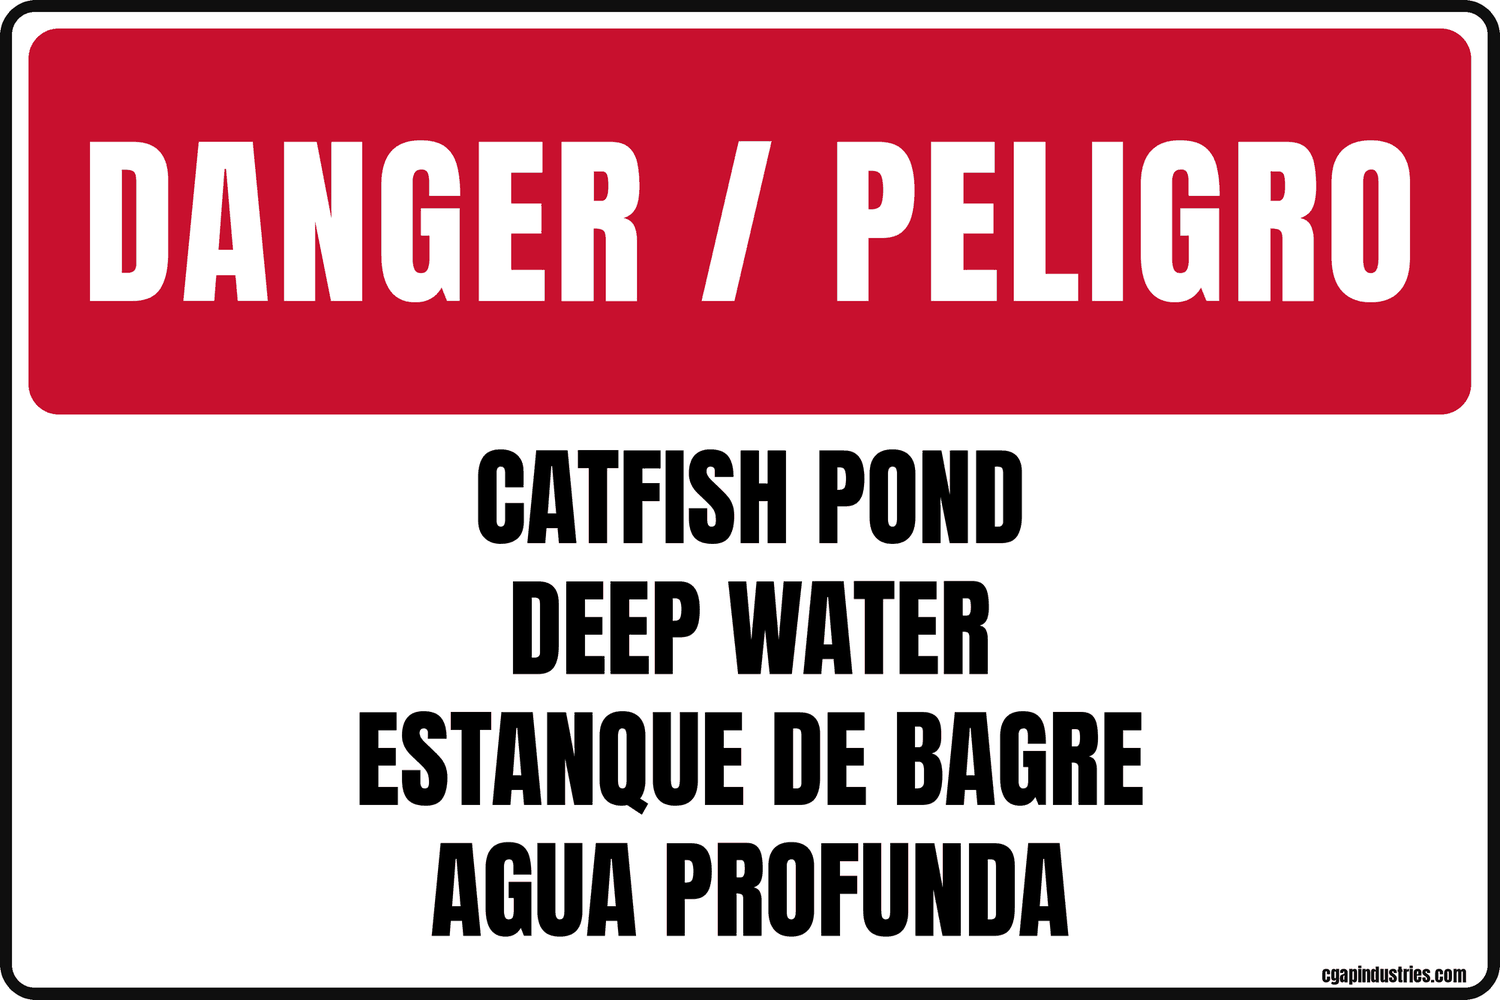 DANGER / PELIGRO
CATFISH POND
DEEP WATER
ESTANQUE DE BAGRE
AGUA PROFUNDA
cgapindustries.com